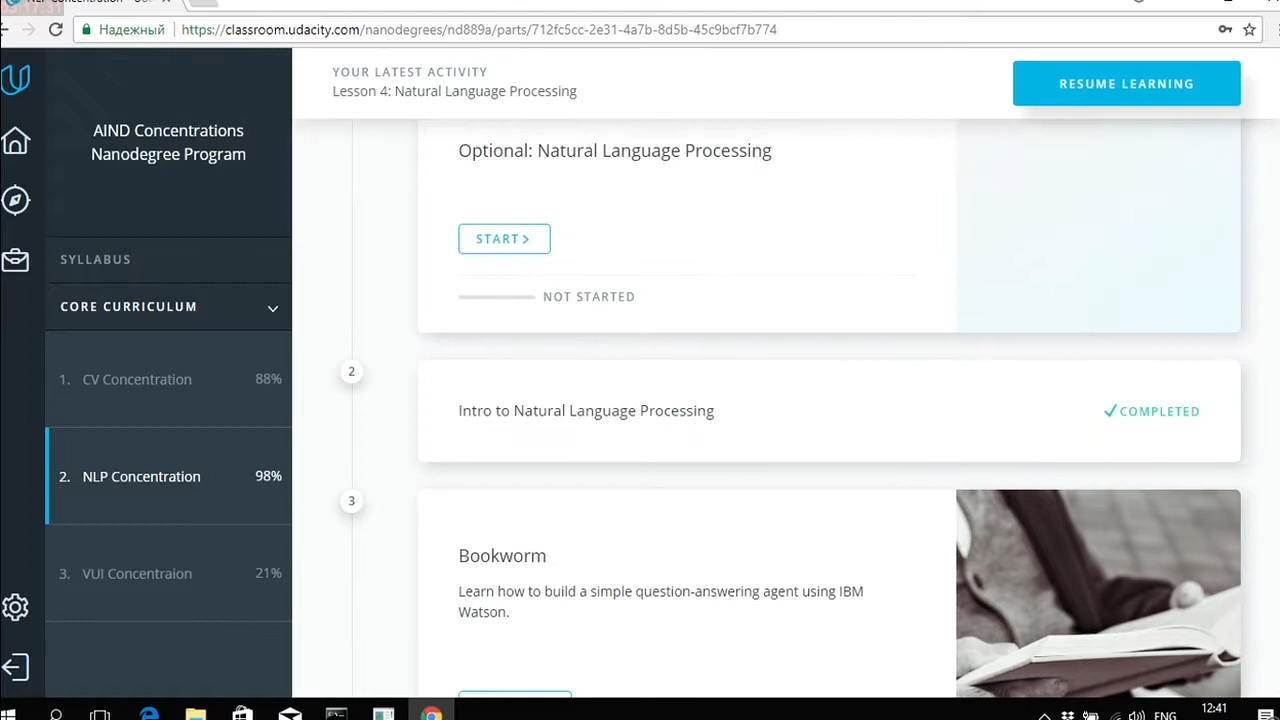 Надежный
https://classroom.udacity.com/nanodegrees/nd889a/parts/712fc5cc-2e31-4a7b-8d5b-45c9bcf7b774
YOUR LATEST ACTIVITY
Lesson 4: Natural Language Processing
RESUME LEARNING
AIND Concentrations
Nanodegree Program
SYLLABUS
CORE CURRICULUM
1. CV Concentration 88%
2. NLP Concentration 98%
3. VUI Concentraion 21%
Optional: Natural Language Processing
START
NOT STARTED
2
Intro to Natural Language Processing
COMPLETED
3
Bookworm
Learn how to build a simple question-answering agent using IBM
Watson.
ENG
12:41